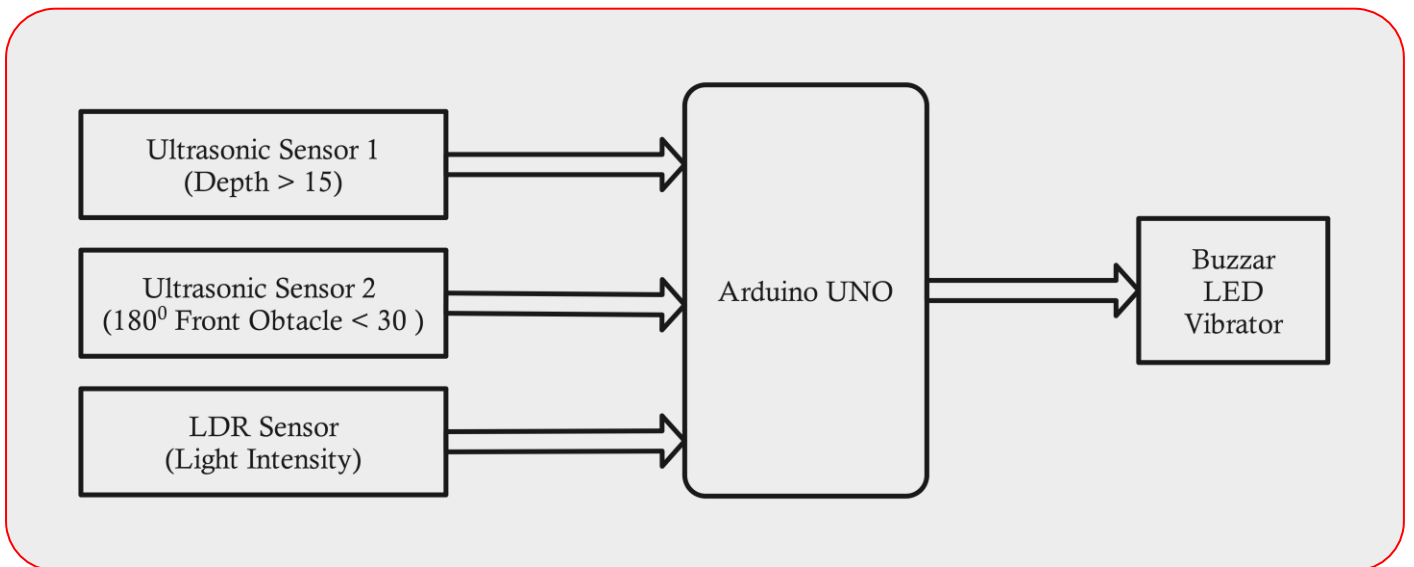 Ultrasonic Sensor 1
(Depth > 15)
Ultrasonic Sensor 2
(180⁰ Front Obtacle < 30 )
LDR Sensor
(Light Intensity)
Arduino UNO
Buzzar
LED
Vibrator